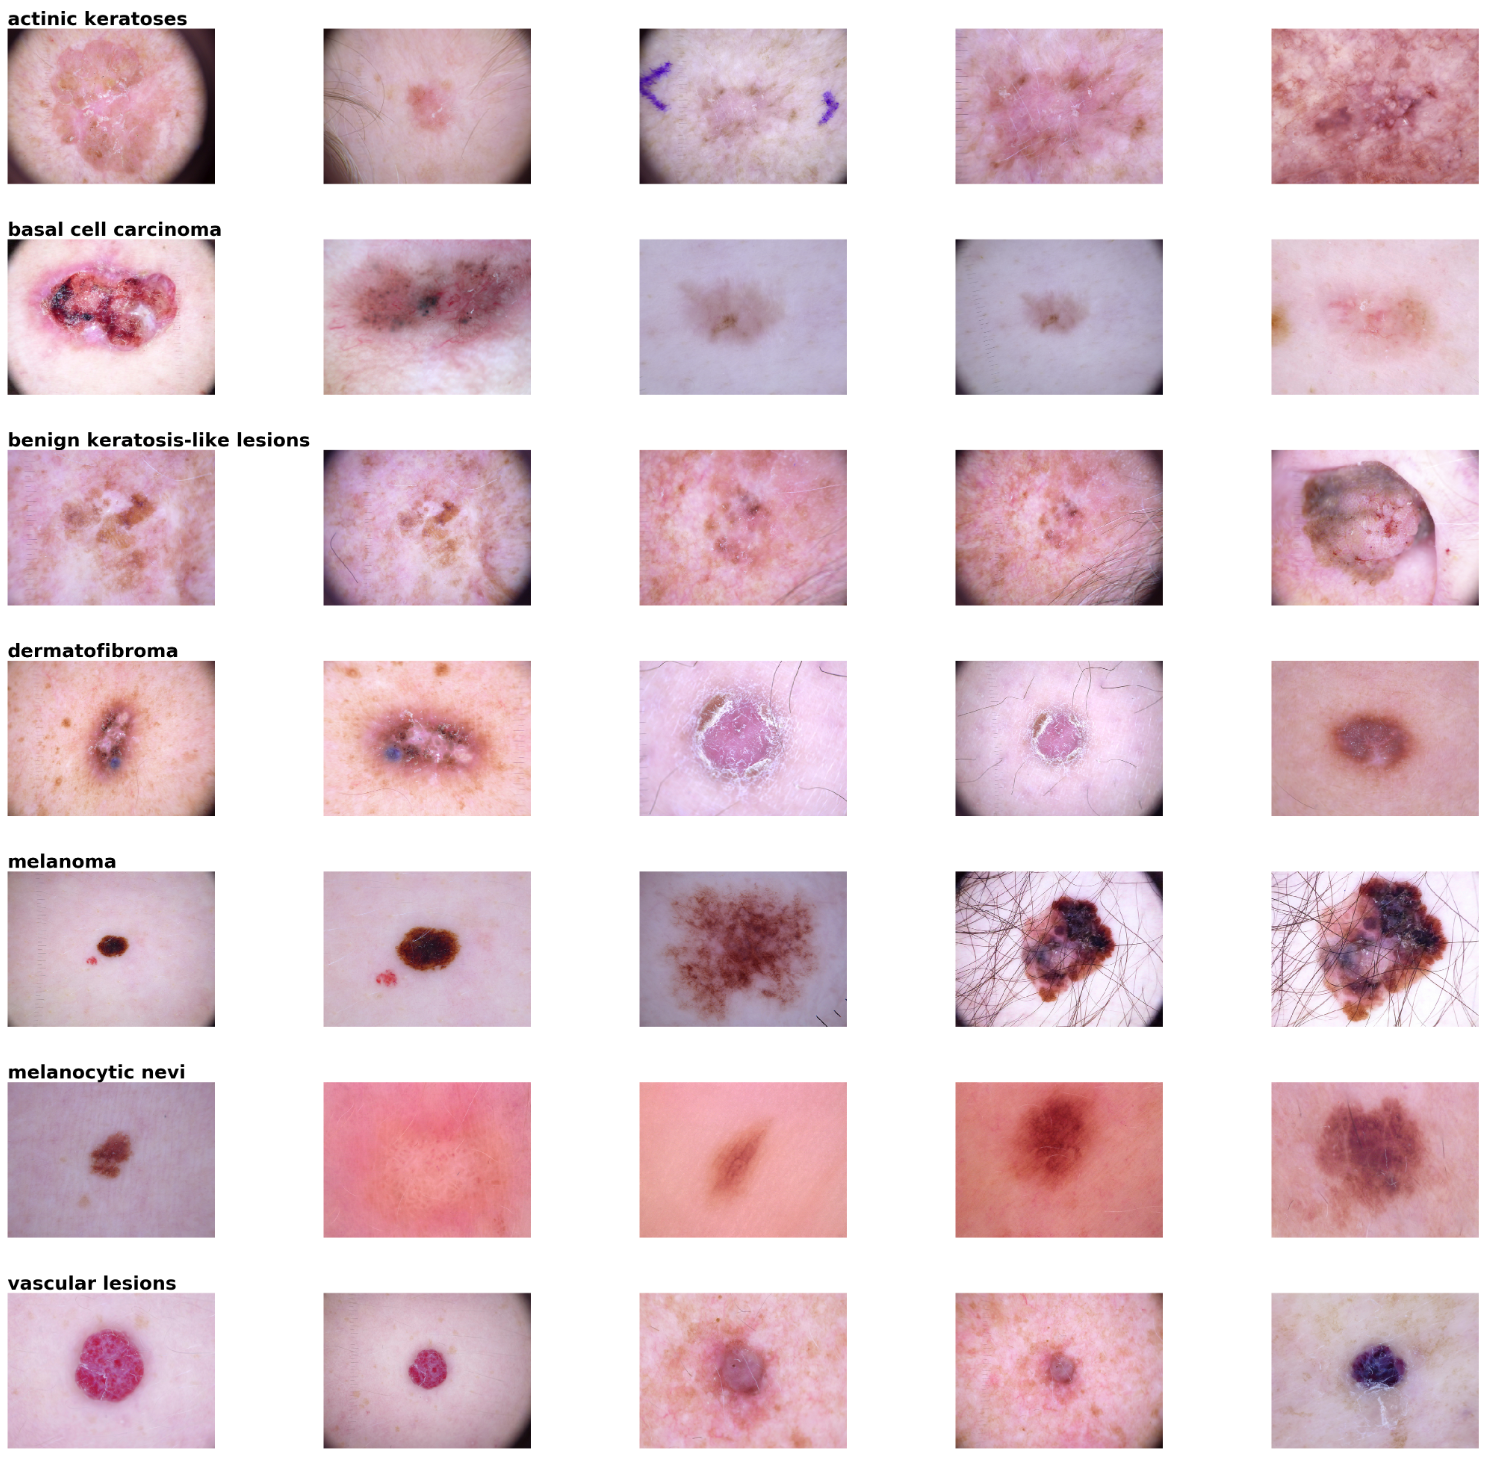 actinic keratoses
basal cell carcinoma
benign keratosis-like lesions
dermatofibroma
melanoma
melanocytic nevi
vascular lesions